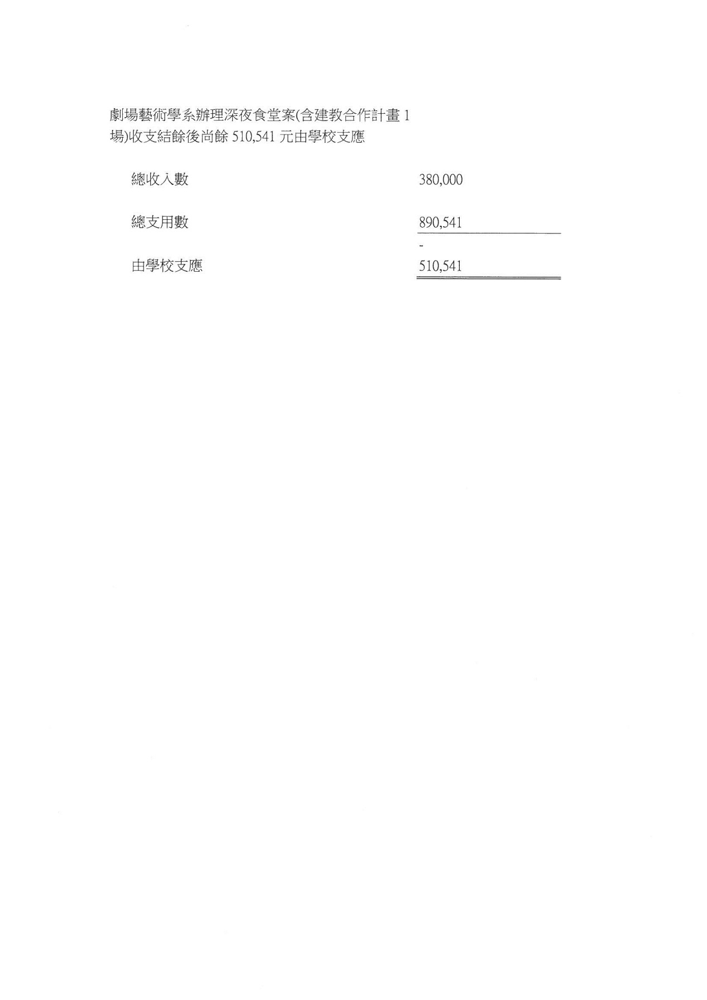 劇場藝術學系辦理深夜食堂案(含建教合作計畫 1
場)收支結餘後尚餘 510,541 元由學校支應
總收入數 380,000
總支用數 890,541
-
由學校支應 510,541